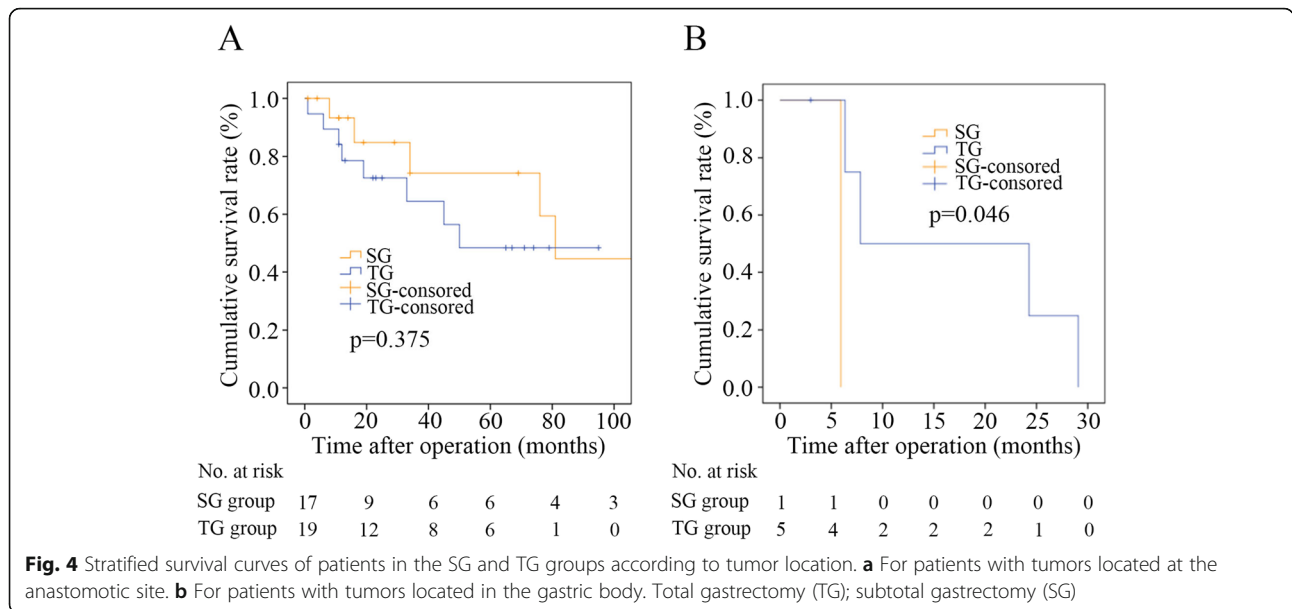 A
Cumulative survival rate (%)
1.0
0.8
0.6
0.4
0.2
0.0
SG
TG
SG-consored
TG-consored
p=0.375
0 20 40 60 80 100
Time after operation (months)
No. at risk
SG group 17 9 6 6 4 3
TG group 19 12 8 6 1 0
B
Cumulative survival rate (%)
1.0
0.8
0.6
0.4
0.2
0.0
SG
TG
SG-consored
TG-consored
p=0.046
0 5 10 15 20 25 30
Time after operation (months)
No. at risk
SG group 1 1 0 0 0 0 0
TG group 5 4 2 2 2 1 0
Fig. 4 Stratified survival curves of patients in the SG and TG groups according to tumor location. a For patients with tumors located at the
anastomotic site. b For patients with tumors located in the gastric body. Total gastrectomy (TG); subtotal gastrectomy (SG)